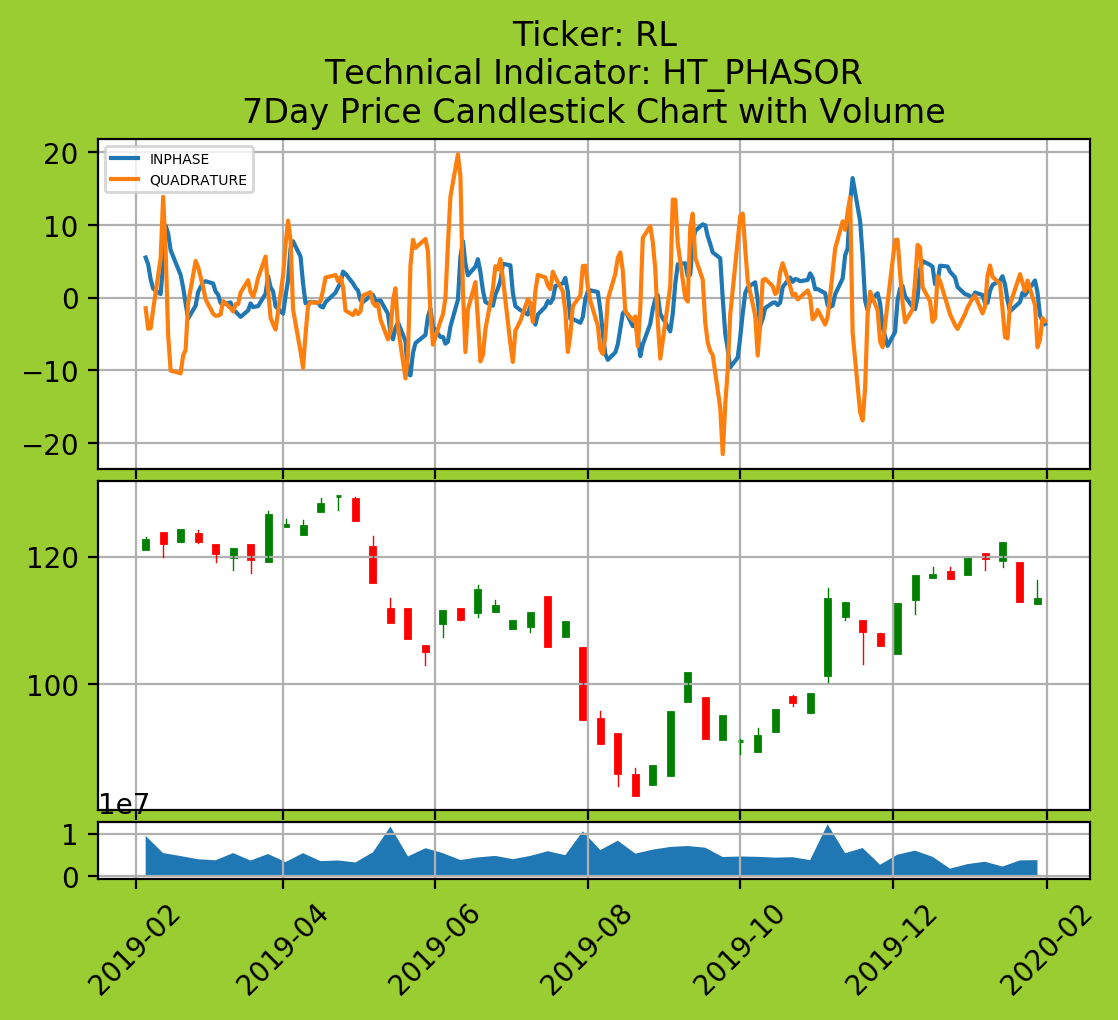 Ticker: RL
Technical Indicator: HT_PHASOR
7Day Price Candlestick Chart with Volume
20
10
0
−10
−20
INPHASE
QUADRATURE
120
100
1e7
1
0
2019-02
2019-04
2019-06
2019-08
2019-10
2019-12
2020-02